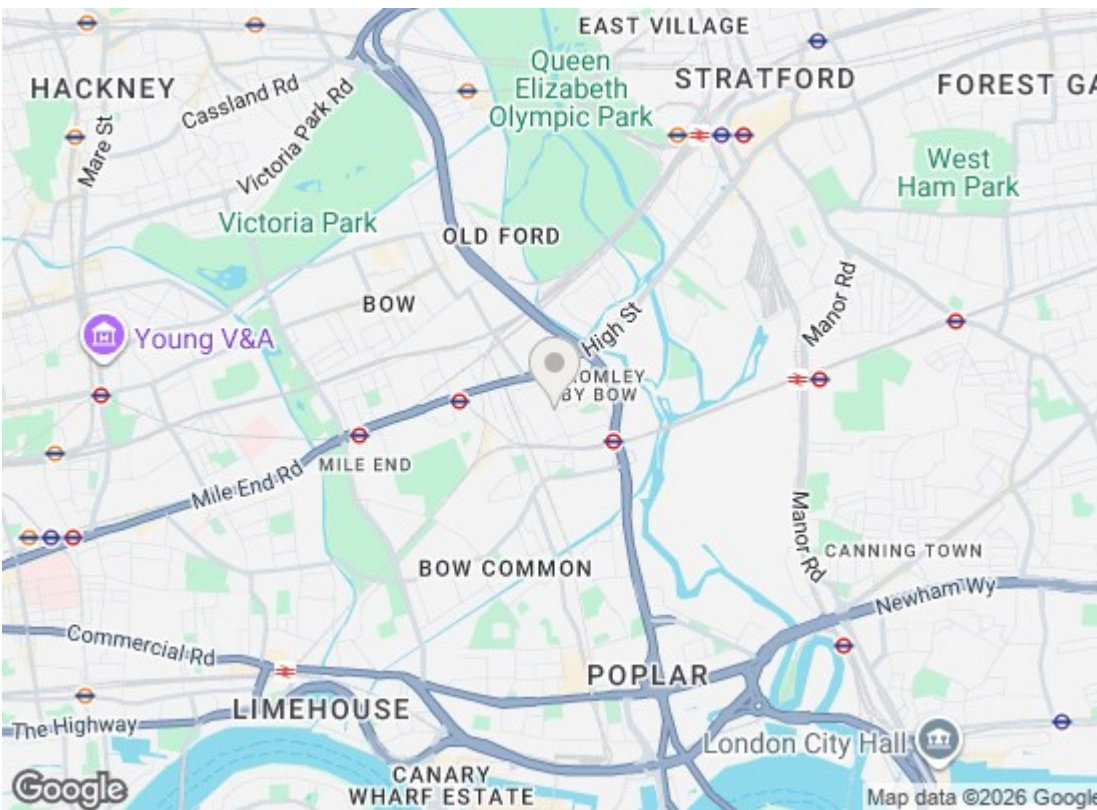 EAST VILLAGE
HACKNEY
Cassland Rd
Queen
Elizabeth
Olympic Park
STRATFORD
FOREST GA
Mare St
Victoria Park Rd
West
Ham Park
Victoria Park
OLD FORD
BOW
Manor Rd
Young V&A
High St
ROMLEY
BY BOW
MILE END
Mile End Rd
Manor Rd
BOW COMMON
CANNING TOWN
Newham Wy
Commercial Rd
POPLAR
LIMEHOUSE
The Highway
London City Hall
CANARY
WHARF ESTATE
Google
Map data ©2026 Google